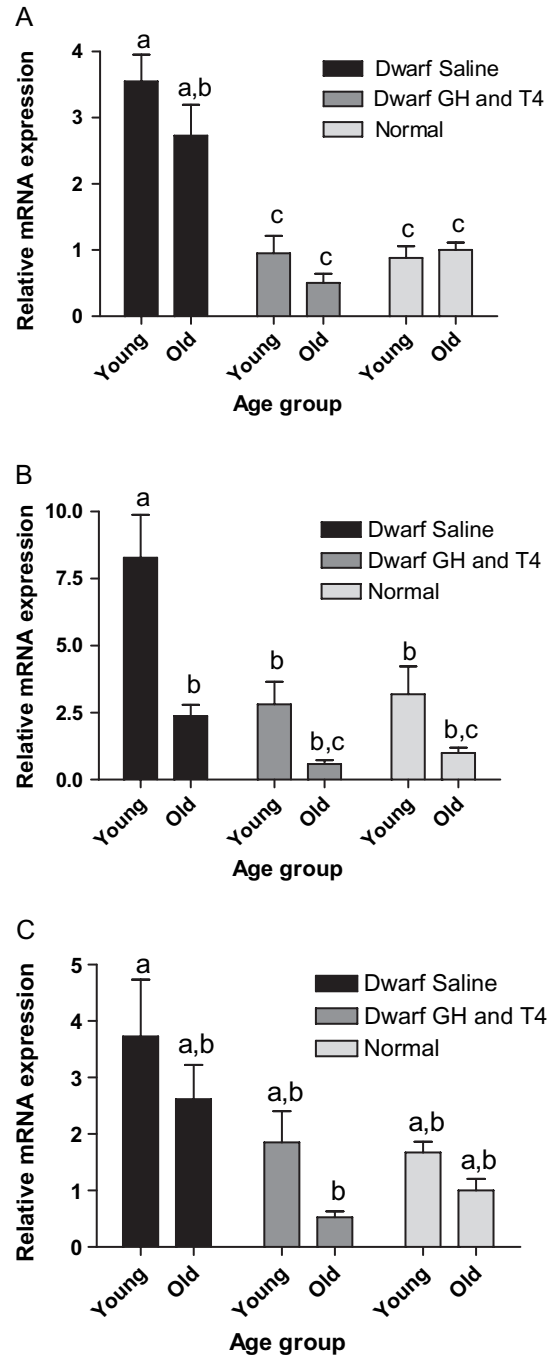 A
a
4
a,b
Dwarf Saline
Dwarf GH and T4
3
Normal
2
c
c
c
c
1
0
Relative mRNA expression
Young
Old
Young
Old
Young
Old
Age group
B
a
10.0
Dwarf Saline
Dwarf GH and T4
7.5
Normal
5.0
b
b
b
2.5
b,c
b,c
0.0
Relative mRNA expression
Young
Old
Young
Old
Young
Old
Age group
C
a
5
Dwarf Saline
4
a,b
Dwarf GH and T4
Normal
3
a,b
a,b
a,b
2
b
1
0
Relative mRNA expression
Young
Old
Young
Old
Young
Old
Age group